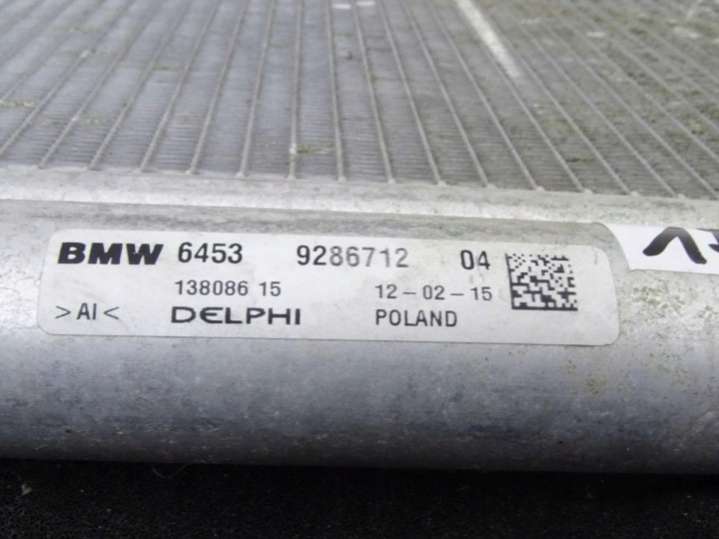 BMW 6453 9286712 04
138086 15 12-02-15
>Al< DELPHI POLAND